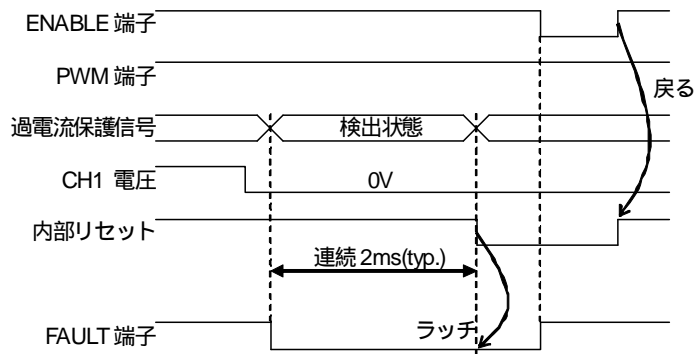 ENABLE 端子
PWM 端子
戻る
過電流保護信号
検出状態
CH1 電圧
0V
内部リセット
連続 2ms(typ.)
ラッチ
FAULT 端子